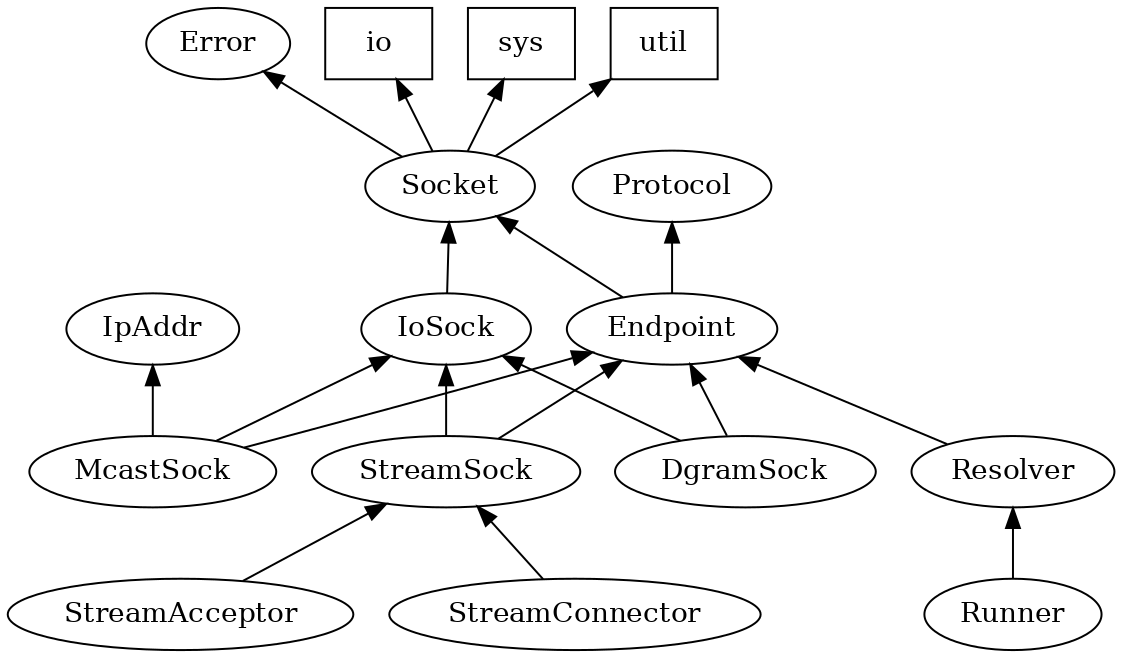 Error
io
sys
util
Socket
Protocol
IpAddr
IoSock
Endpoint
McastSock
StreamSock
DgramSock
Resolver
StreamAcceptor
StreamConnector
Runner